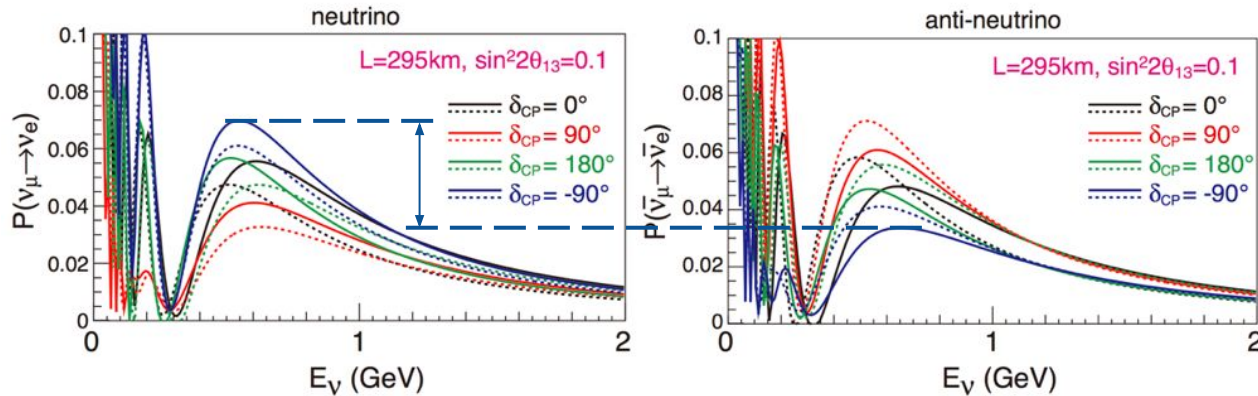 neutrino
0.1
0.08
0.06
0.04
0.02
0
P(νμ→νe)
L=295km, sin²2θ₁₃=0.1
δCP= 0°
δCP= 90°
δCP= 180°
δCP= -90°
0 1 2
Eν (GeV)
anti-neutrino
0.1
0.08
0.06
0.04
0.02
0
P(ν̄μ→ν̄e)
L=295km, sin²2θ₁₃=0.1
δCP= 0°
δCP= 90°
δCP= 180°
δCP= -90°
0 1 2
Eν (GeV)